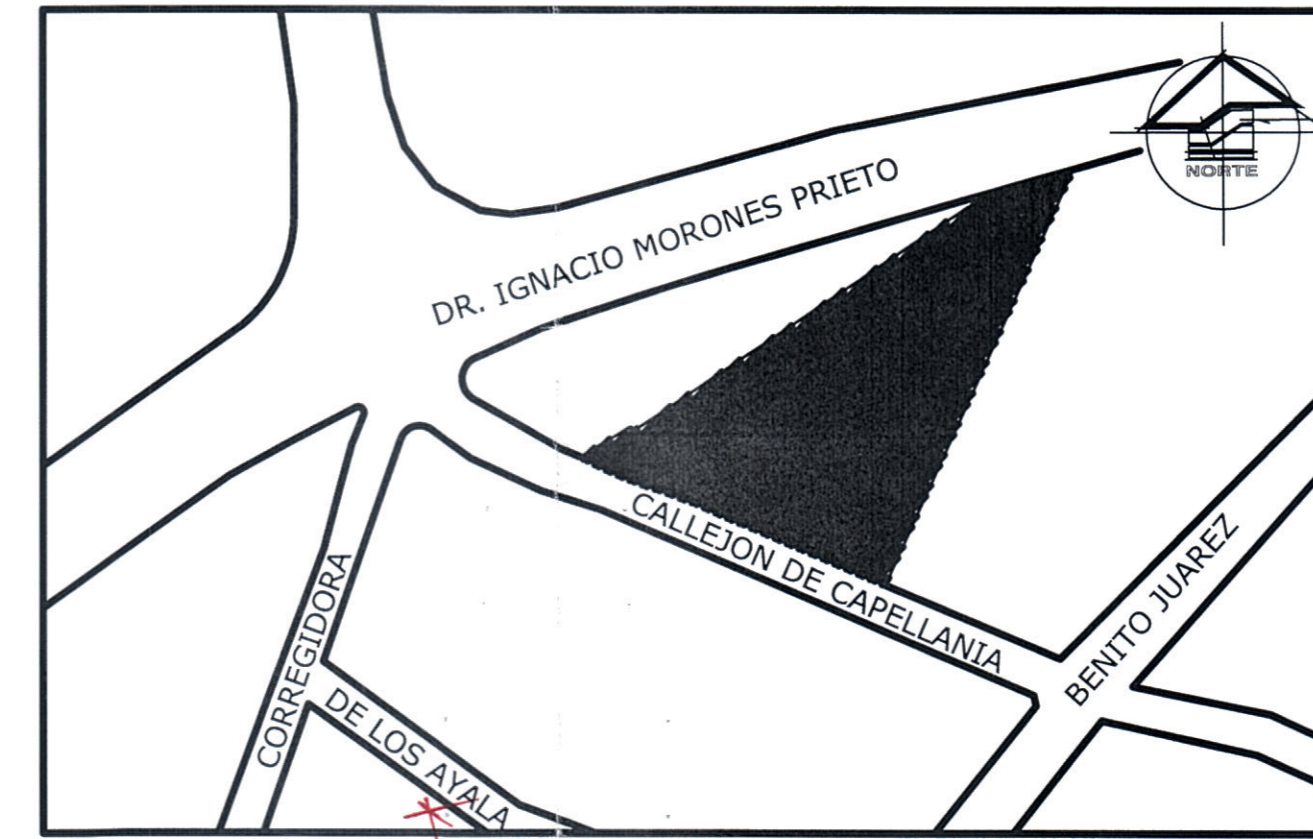 NORTE
DR. IGNACIO MORONES PRIETO
CALLEJON DE CAPELLANIA
BENITO JUAREZ
CORREGIDORA
DE LOS AYALA